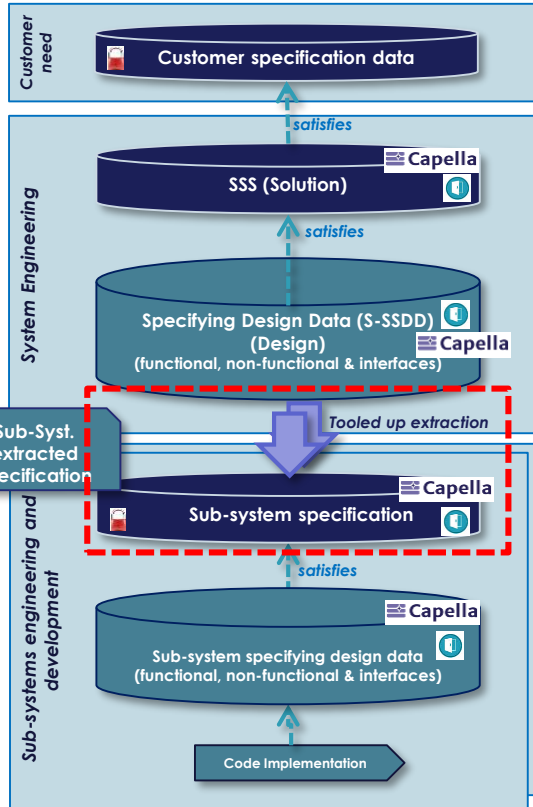 Customer
need
Customer specification data
satisfies
System Engineering
Capella
SSS (Solution)
satisfies
Specifying Design Data (S-SSDD)
(Design)
Capella
(functional, non-functional & interfaces)
Tooled up extraction
Sub-Syst.
extracted
specification
Sub-systems engineering and
development
Capella
Sub-system specification
satisfies
Capella
Sub-system specifying design data
(functional, non-functional & interfaces)
Code Implementation